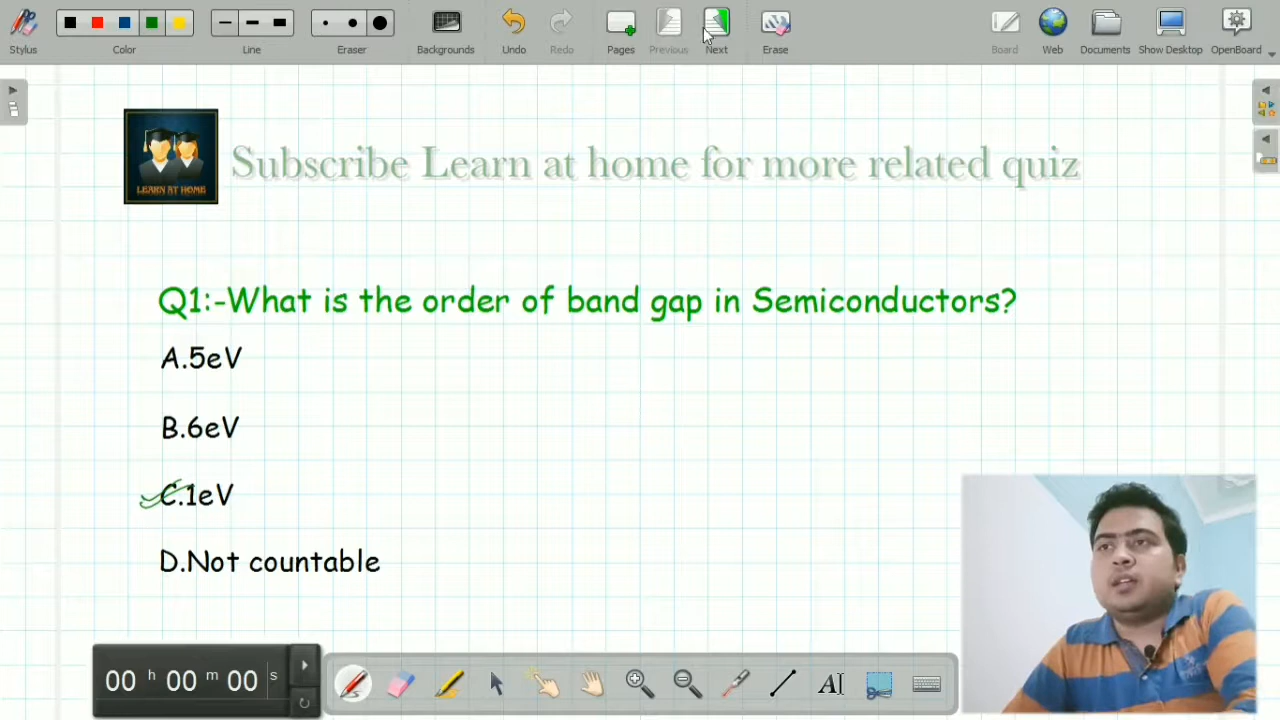 Stylus
Color
Line
Eraser
Backgrounds
Undo
Redo
Pages
Previous
Next
Erase
Board
Web
Documents
Show Desktop
OpenBoard
LEARN AT HOME
Subscribe Learn at home for more related quiz
Q1:-What is the order of band gap in Semiconductors?
A.5eV
B.6eV
C.1eV
D.Not countable
00 h 00 m 00 s
AI